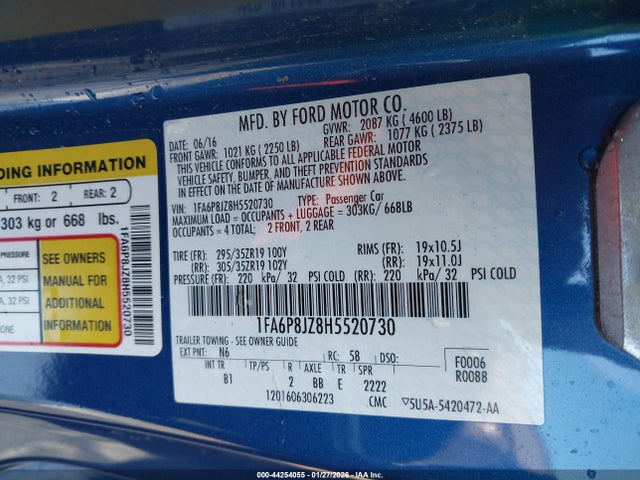 MFD. BY FORD MOTOR CO.
DATE: 06/16 GVWR: 2087 KG ( 4600 LB)
FRONT GAWR: 1021 KG ( 2250 LB) REAR GAWR: 1077 KG ( 2375 LB)
THIS VEHICLE CONFORMS TO ALL APPLICABLE FEDERAL MOTOR
VEHICLE SAFETY, BUMPER, AND THEFT PREVENTION STANDARDS
IN EFFECT ON THE DATE OF MANUFACTURE SHOWN ABOVE.
VIN: 1FA6P8JZ8H5520730 TYPE: Passenger Car
MAXIMUM LOAD = OCCUPANTS + LUGGAGE = 303KG/ 668LB
OCCUPANTS = 4 TOTAL: 2 FRONT, 2 REAR
TIRE (FR): 295/35ZR19 100Y RIMS (FR): 19x10.5J
(RR): 305/35ZR19 102Y (RR): 19x11.0J
PRESSURE (FR): 220 kPa/ 32 PSI COLD (RR) 220 kPa/ 32 PSI COLD
1FA6P8JZ8H5520730
TRAILER TOWING - SEE OWNER GUIDE
EXT PNT: N6 RC: 58 DSO: F0006
R0088
INT TR TP/PS R AXLE TR SPR
B1 2 BB E 2222
1201606306223 CMC 5U5A-5420472-AA
DING INFORMATION
FRONT: 2 REAR: 2
303 kg or 668 lbs.
PRESSURE SEE OWNERS
A, 32 PSI MANUAL FOR
A, 32 PSI ADDITIONAL
ONE INFORMATION
1FA6P8JZ8H5520730
000-44254055 - 01/27/2026 - IAA Inc.